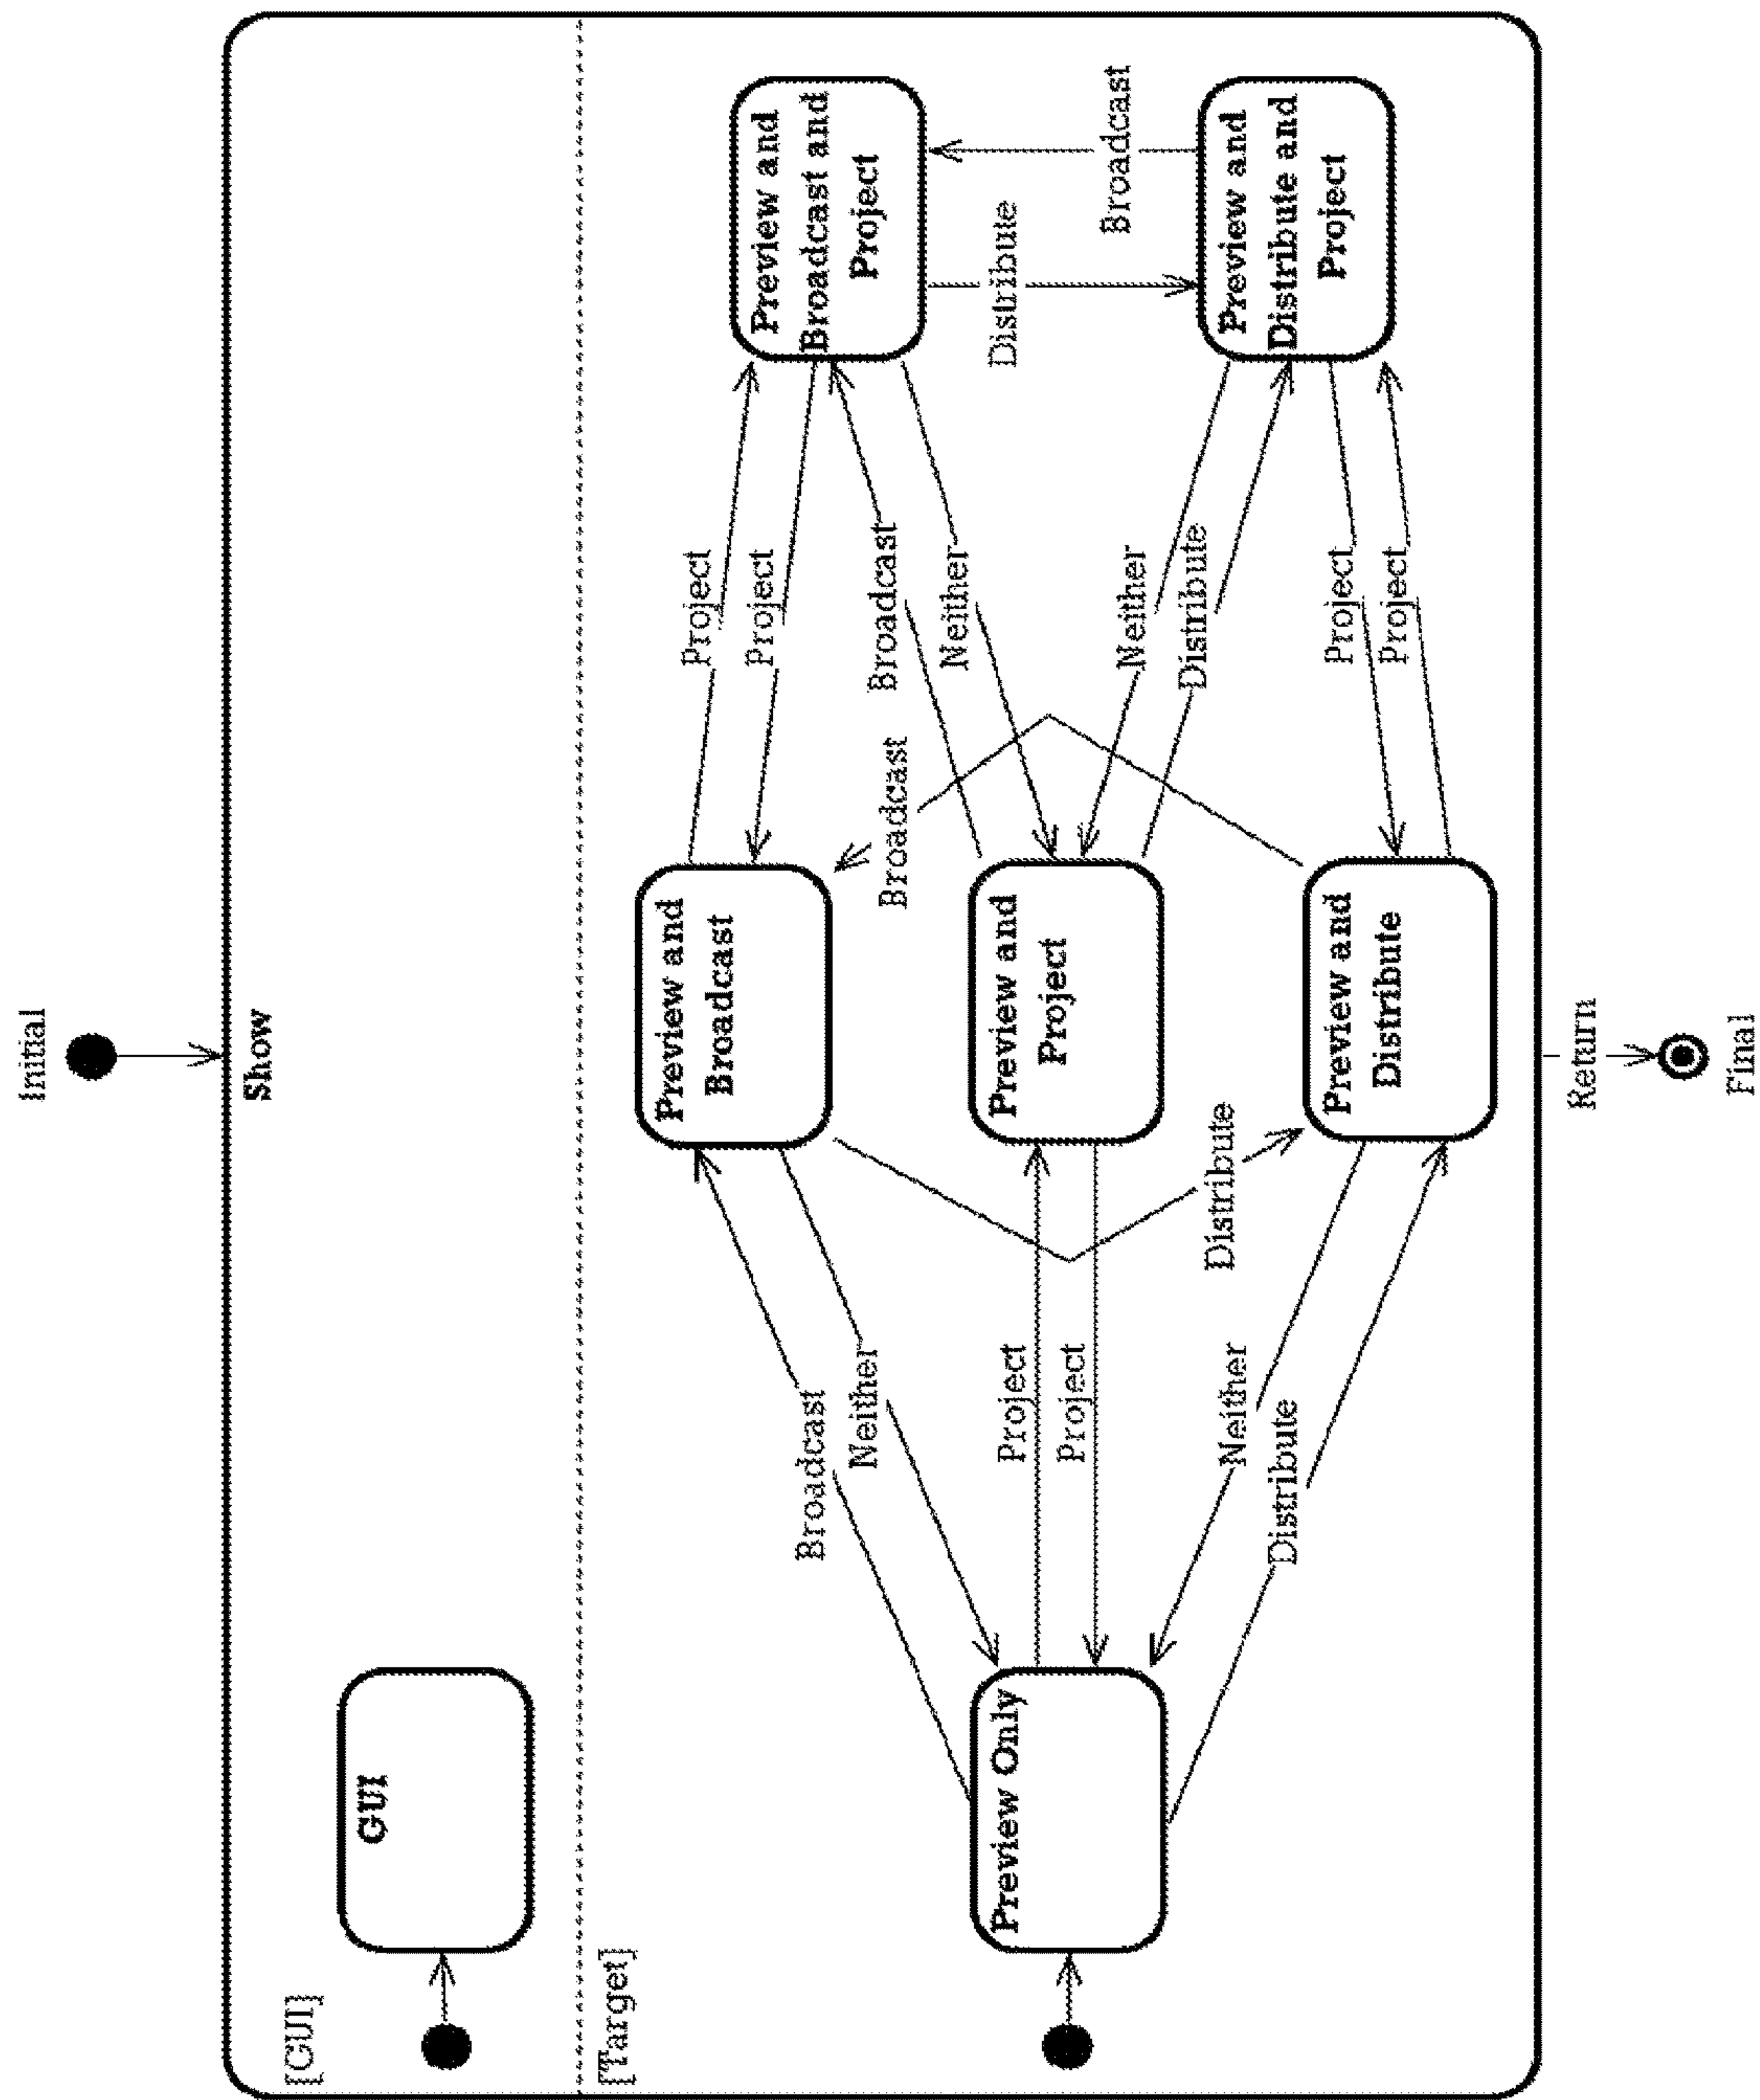 Initial
Show
[GUI]
GUI
[Target]
Preview and
Broadcast
Project
Project
Preview and
Broadcast and
Project
Broadcast
Neither
Broadcast
Broadcast
Neither
Preview Only
Project
Project
Preview and
Project
Distribute
Broadcast
Neither
Distribute
Distribute
Neither
Distribute
Preview and
Distribute and
Project
Preview and
Distribute
Project
Project
Return
Final